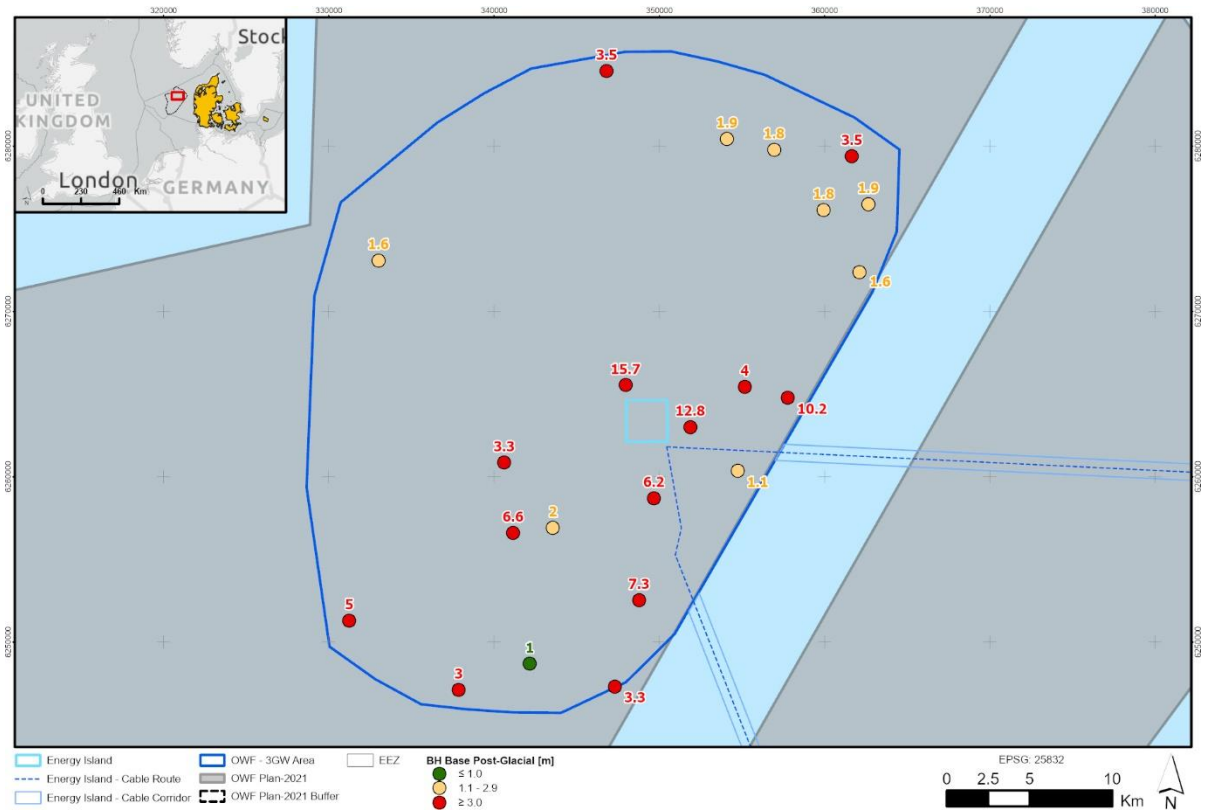 320000 330000 340000 350000 360000 370000 380000
Stock
UNITED
KINGDOM
London
GERMANY
0 230 460 Km
N
3.5
1.9
1.8
3.5
6280000 6280000
1.8
1.9
1.6
1.6
6270000 6270000
15.7
4
10.2
12.8
3.3
6260000 6260000
1.1
6.2
6.6
2
7.3
5
1
6250000 6250000
3
3.3
Energy Island
Energy Island - Cable Route
Energy Island - Cable Corridor
OWF - 3GW Area
OWF Plan-2021
OWF Plan-2021 Buffer
EEZ
BH Base Post-Glacial [m]
≤ 1.0
1.1 - 2.9
≥ 3.0
EPSG: 25832
0 2.5 5 10
Km
N